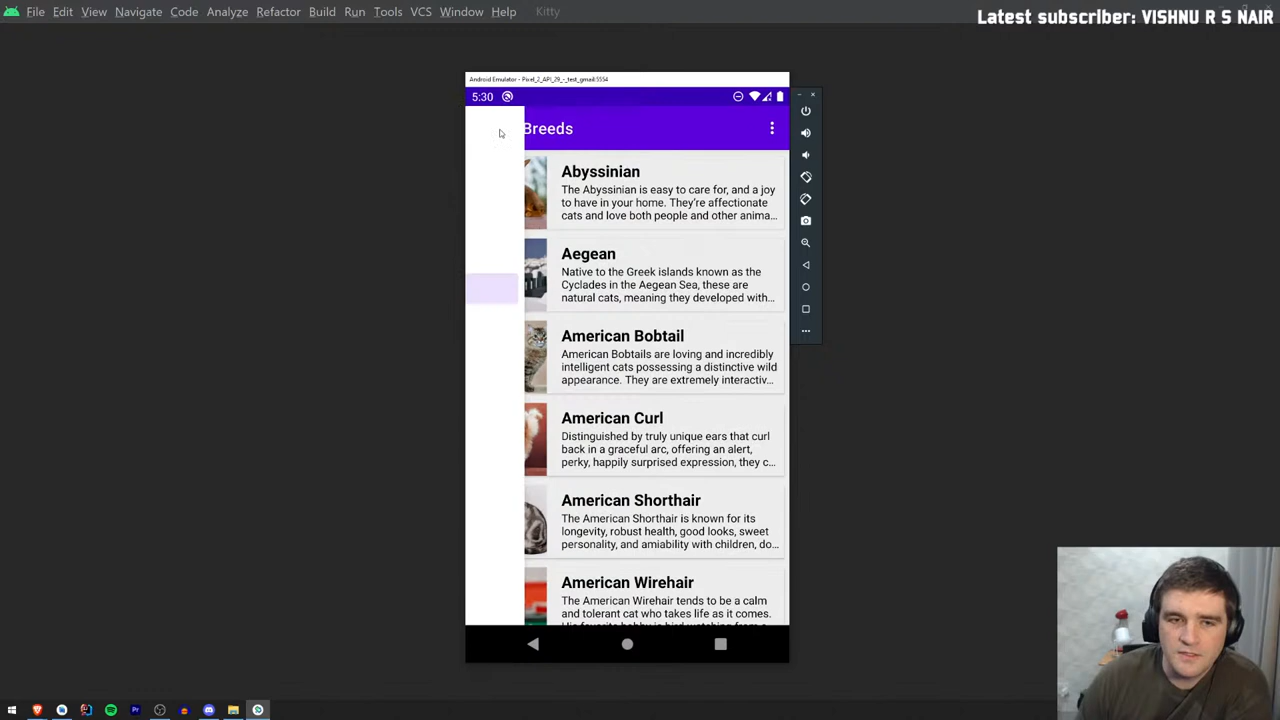 File Edit View Navigate Code Analyze Refactor Build Run Tools VCS Window Help Kitty
Latest subscriber: VISHNU R S NAIR
Android Emulator - Pixel_2_API_29_-_test_gmail:5554
5:30
Breeds
Abyssinian
The Abyssinian is easy to care for, and a joy
to have in your home. They're affectionate
cats and love both people and other anima...
Aegean
Native to the Greek islands known as the
Cyclades in the Aegean Sea, these are
natural cats, meaning they developed with...
American Bobtail
American Bobtails are loving and incredibly
intelligent cats possessing a distinctive wild
appearance. They are extremely interactiv...
American Curl
Distinguished by truly unique ears that curl
back in a graceful arc, offering an alert,
perky, happily surprised expression, they c...
American Shorthair
The American Shorthair is known for its
longevity, robust health, good looks, sweet
personality, and amiability with children, do...
American Wirehair
The American Wirehair tends to be a calm
and tolerant cat who takes life as it comes.